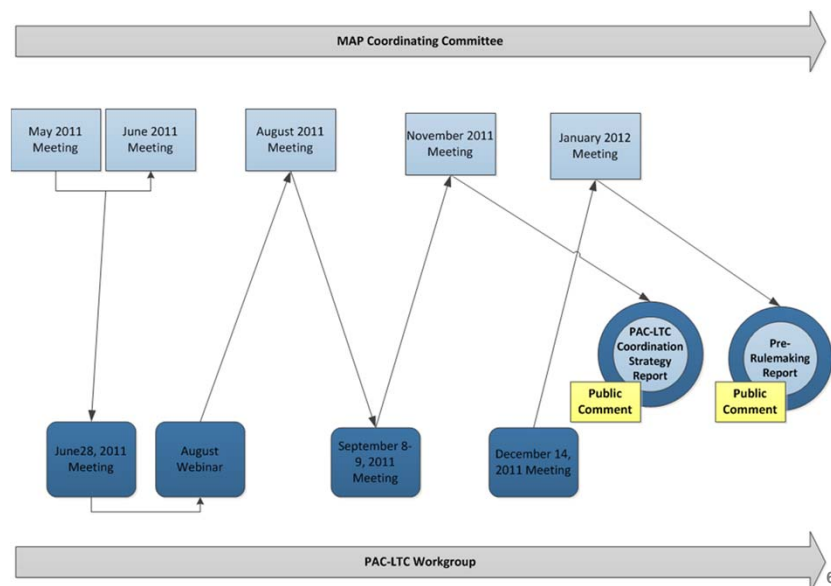 MAP Coordinating Committee
May 2011
Meeting
June 2011
Meeting
August 2011
Meeting
November 2011
Meeting
January 2012
Meeting
PAC-LTC
Coordination
Strategy
Report
Public
Comment
Pre-
Rulemaking
Report
Public
Comment
June28, 2011
Meeting
August
Webinar
September 8-
9, 2011
Meeting
December 14,
2011 Meeting
PAC-LTC Workgroup
6